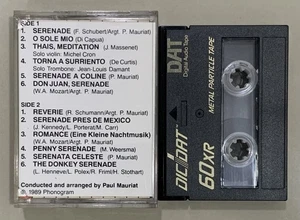 SIDE 1
1. SERENADE (F. Schubert/Argt. P. Mauriat)
2. O SOLE MIO (Di Capua)
3. THAIS, MEDITATION (J. Massenet)
Solo violin: Michel Cron
4. TORNA A SURRIENTO (De Curtis)
Solo Trombone: Jean-Louis Damant
5. SERENADE A COLINE (P. Mauriat)
6. DON JUAN, SERENADE
(W.A. Mozart/Argt. P. Mauriat)
SIDE 2
1. REVERIE (R. Schumann/Argt. P. Mauriat)
2. SERENADE PRES DE MEXICO
(J. Kennedy/L. Porterat/M. Carr)
3. ROMANCE (Eine Kleine Nachtmusik)
(W.A. Mozart/Argt. P. Mauriat)
4. PENNY SERENADE (M. Weersma)
5. SERENATA CELESTE (P. Mauriat)
6. THE DONKEY SERENADE
(L. Henneve/L. Polex/R. Friml/H. Stothart)
Conducted and arranged by Paul Mauriat
℗ 1989 Phonogram
DIC//DAT 60XR
DAT
Digital Audio Tape
METAL PARTICLE TAPE